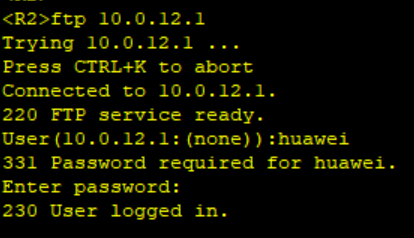 <R2>ftp 10.0.12.1
Trying 10.0.12.1 ...
Press CTRL+K to abort
Connected to 10.0.12.1.
220 FTP service ready.
User(10.0.12.1:(none)):huawei
331 Password required for huawei.
Enter password:
230 User logged in.